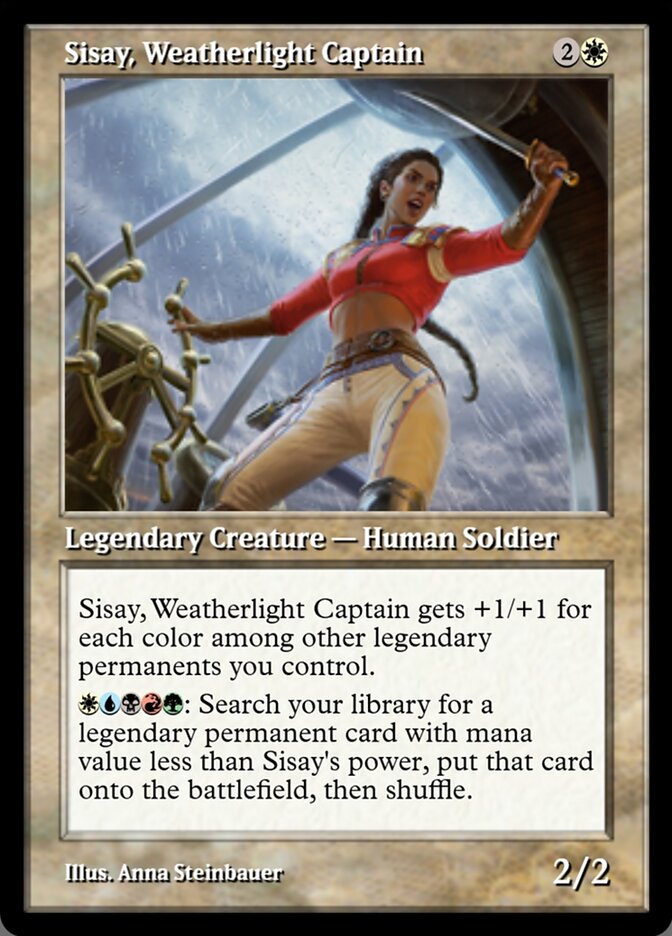 Sisay, Weatherlight Captain 2
Legendary Creature — Human Soldier
Sisay, Weatherlight Captain gets +1/+1 for
each color among other legendary
permanents you control.
: Search your library for a
legendary permanent card with mana
value less than Sisay's power, put that card
onto the battlefield, then shuffle.
Illus. Anna Steinbauer 2/2